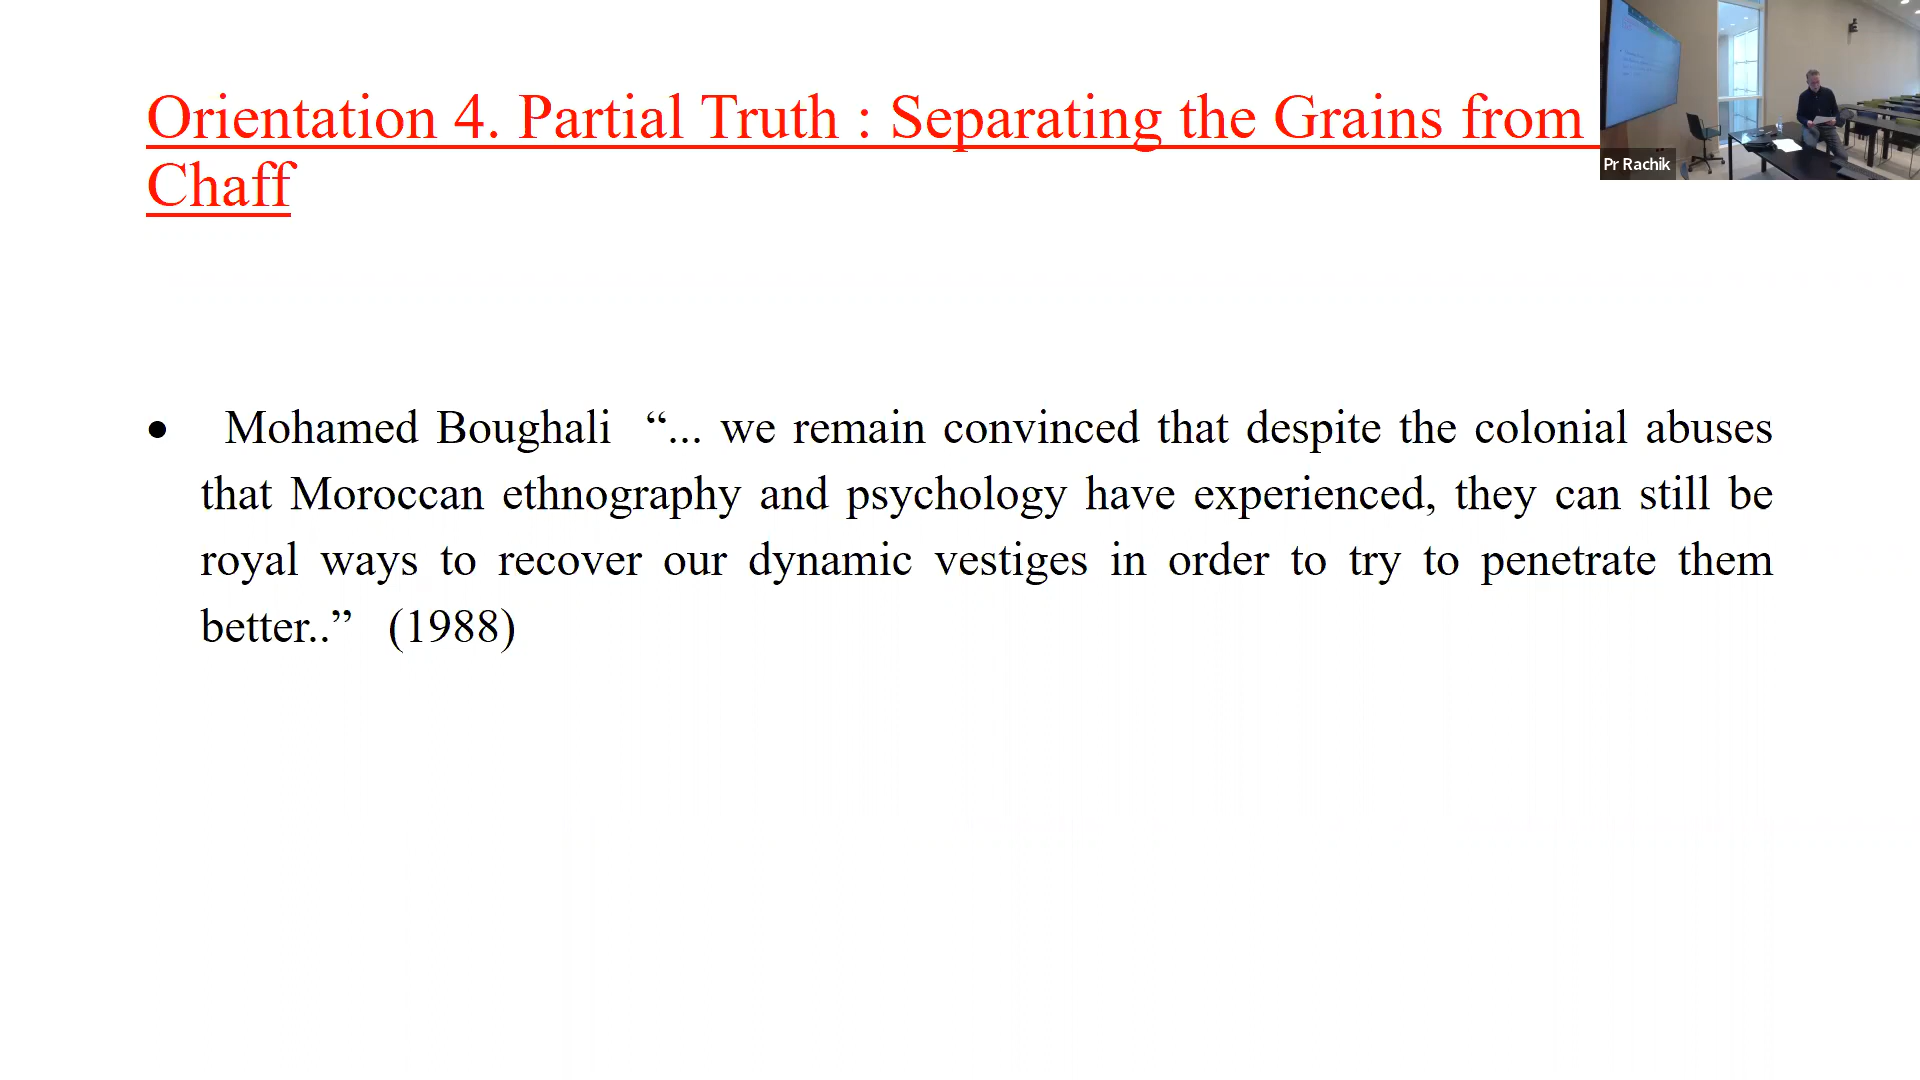 Orientation 4. Partial Truth : Separating the Grains from
Chaff
Pr Rachik
• Mohamed Boughali “... we remain convinced that despite the colonial abuses
that Moroccan ethnography and psychology have experienced, they can still be
royal ways to recover our dynamic vestiges in order to try to penetrate them
better..” (1988)